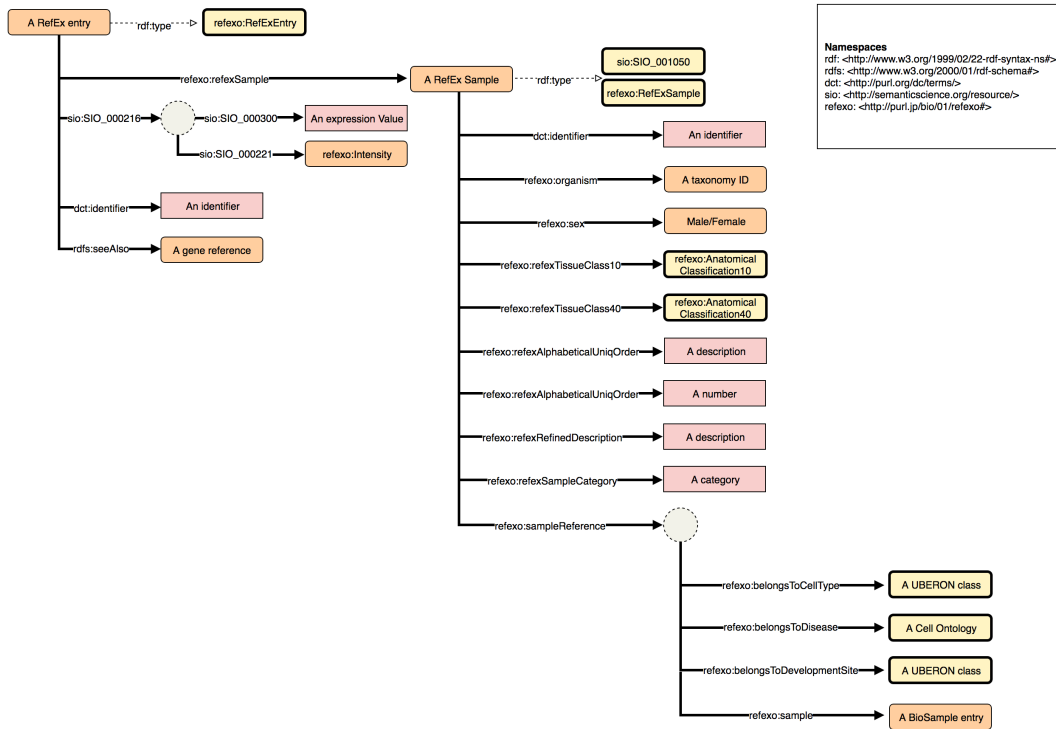 A RefEx entry
rdf:type
refexo:RefExEntry
Namespaces
rdf: <http://www.w3.org/1999/02/22-rdf-syntax-ns#>
rdfs: <http://www.w3.org/2000/01/rdf-schema#>
dct: <http://purl.org/dc/terms/>
sio: <http://semanticscience.org/resource/>
refexo: <http://purl.jp/bio/01/refexo#>
refexo:refexSample
A RefEx Sample
rdf:type
sio:SIO_001050
refexo:RefExSample
sio:SIO_000216
sio:SIO_000300
An expression Value
sio:SIO_000221
refexo:Intensity
dct:identifier
An identifier
rdfs:seeAlso
A gene reference
dct:identifier
An identifier
refexo:organism
A taxonomy ID
refexo:sex
Male/Female
refexo:refexTissueClass10
refexo:Anatomical
Classification10
refexo:refexTissueClass40
refexo:Anatomical
Classification40
refexo:refexAlphabeticalUniqOrder
A description
refexo:refexAlphabeticalUniqOrder
A number
refexo:refexRefinedDescription
A description
refexo:refexSampleCategory
A category
refexo:sampleReference
refexo:belongsToCellType
A UBERON class
refexo:belongsToDisease
A Cell Ontology
refexo:belongsToDevelopmentSite
A UBERON class
refexo:sample
A BioSample entry